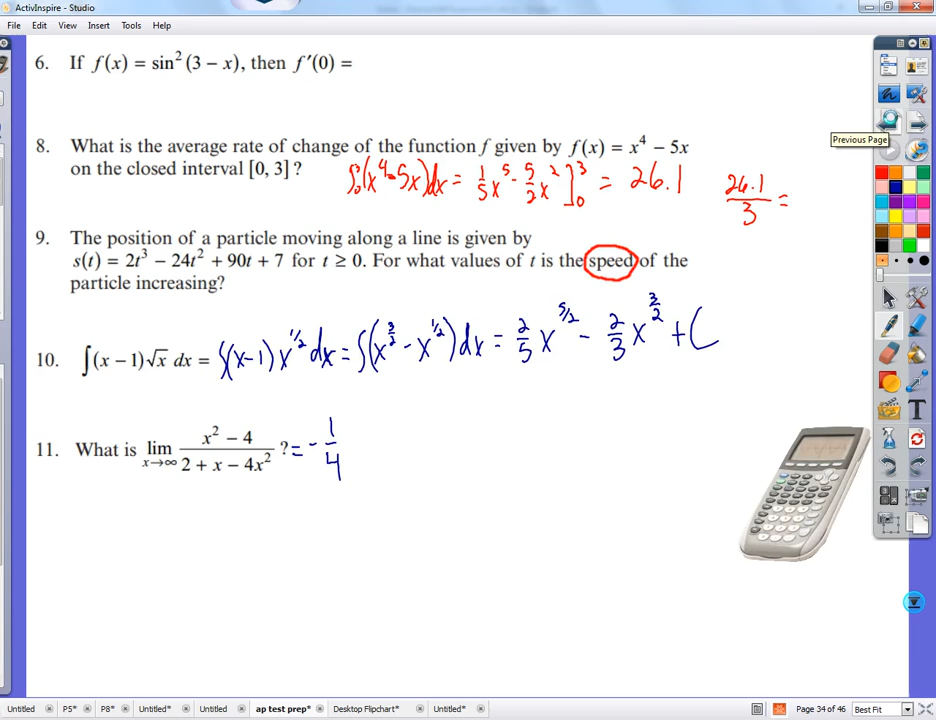 ActivInspire - Studio
File Edit View Insert Tools Help
6. If f(x) = sin² (3 − x), then f′(0) =
8. What is the average rate of change of the function f given by f(x) = x⁴ − 5x
on the closed interval [0, 3] ?
∫₀³(x⁴-5x)dx = 1/5 x⁵ - 5/2 x² ]₀³ = 26.1
26.1/3 =
Previous Page
9. The position of a particle moving along a line is given by
s(t) = 2t³ − 24t² + 90t + 7 for t ≥ 0. For what values of t is the speed of the
particle increasing?
10. ∫(x − 1)√x dx = ∫(x-1) x^(1/2) dx = ∫(x^(3/2) - x^(1/2)) dx = 2/5 x^(5/2) - 2/3 x^(3/2) + C
11. What is lim x→∞ (x² − 4)/(2 + x − 4x²) ? = -1/4
Untitled P5* P8* Untitled* Untitled ap test prep* Desktop Flipchart* Untitled* Page 34 of 46 Best Fit